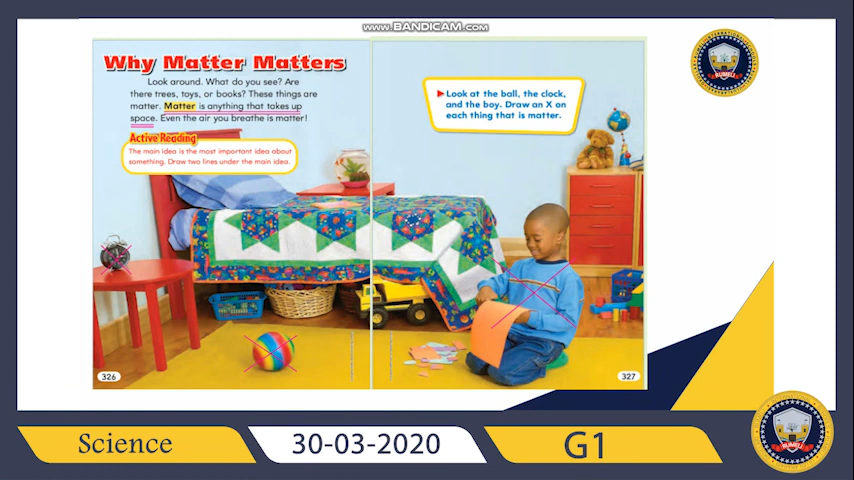 www.BANDICAM.com
Why Matter Matters
Look around. What do you see? Are
there trees, toys, or books? These things are
matter. Matter is anything that takes up
space. Even the air you breathe is matter!
Active Reading
The main idea is the most important idea about
something. Draw two lines under the main idea.
▶Look at the ball, the clock,
and the boy. Draw an X on
each thing that is matter.
326
327
BUMELI
Science
30-03-2020
G1
BUMELI